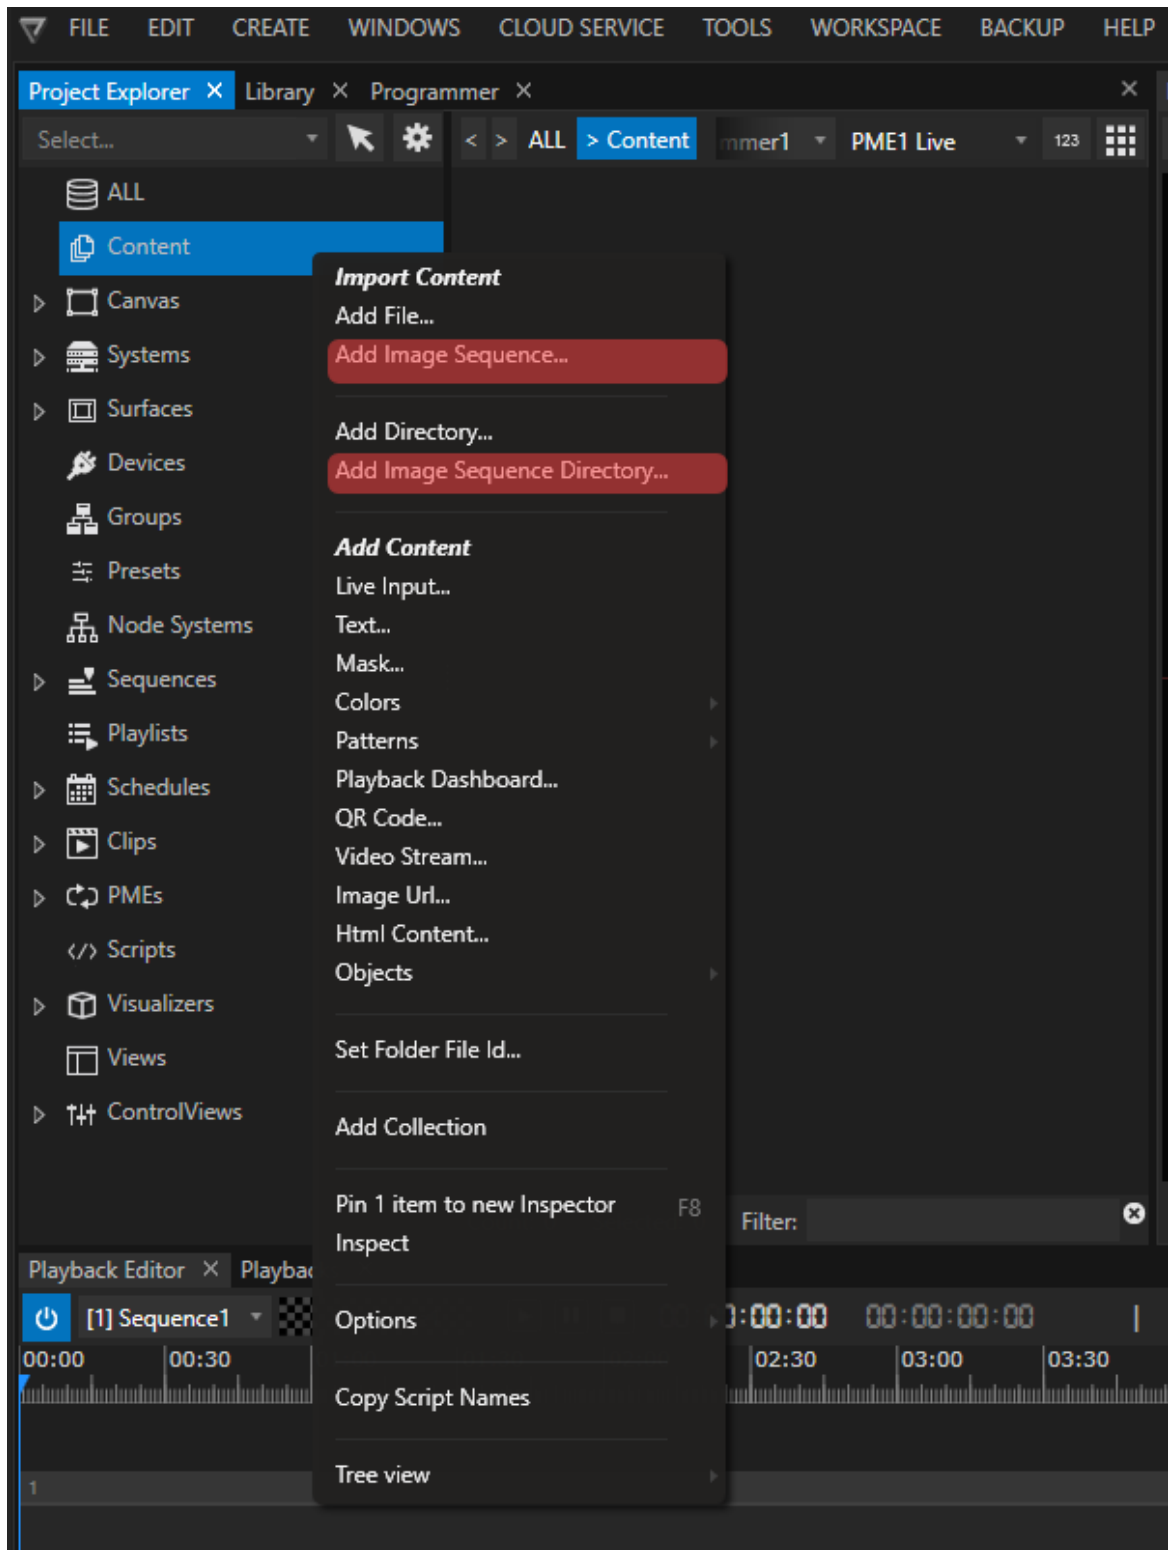 FILE EDIT CREATE WINDOWS CLOUD SERVICE TOOLS WORKSPACE BACKUP HELP
Project Explorer Library Programmer
Select... < > ALL > Content mmer1 PME1 Live 123
ALL
Content
Canvas
Systems
Surfaces
Devices
Groups
Presets
Node Systems
Sequences
Playlists
Schedules
Clips
PMEs
Scripts
Visualizers
Views
ControlViews
Import Content
Add File...
Add Image Sequence...
Add Directory...
Add Image Sequence Directory...
Add Content
Live Input...
Text...
Mask...
Colors
Patterns
Playback Dashboard...
QR Code...
Video Stream...
Image Url...
Html Content...
Objects
Set Folder File Id...
Add Collection
Pin 1 item to new Inspector F8
Inspect
Options
Copy Script Names
Tree view
Filter:
Playback Editor Playbac
[1] Sequence1 :00:00 00:00:00:00
00:00 00:30 02:30 03:00 03:30
1